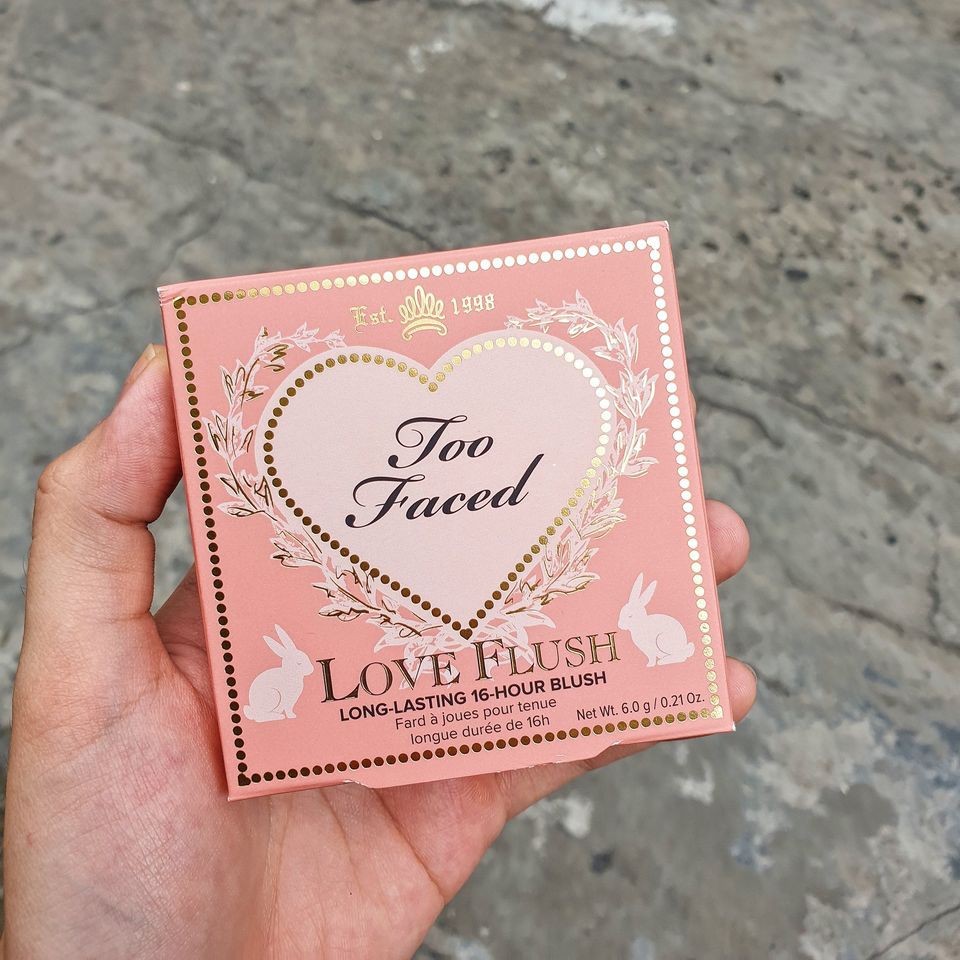 Est. 1998
Too
Faced
LOVE FLUSH
LONG-LASTING 16-HOUR BLUSH
Fard à joues pour tenue
longue durée de 16h
Net Wt. 6.0 g / 0.21 Oz.